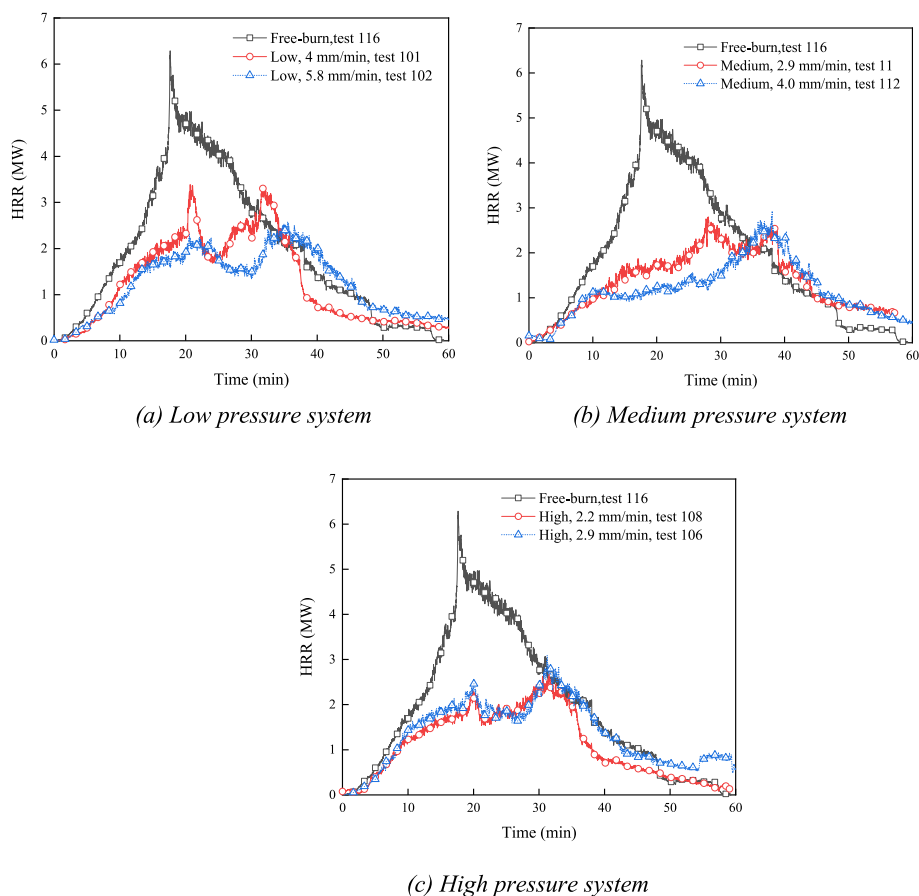 7
6
5
4
3
2
1
0
HRR (MW)
Free-burn,test 116
Low, 4 mm/min, test 101
Low, 5.8 mm/min, test 102
0 10 20 30 40 50 60
Time (min)
(a) Low pressure system
7
6
5
4
3
2
1
0
HRR (MW)
Free-burn,test 116
Medium, 2.9 mm/min, test 11
Medium, 4.0 mm/min, test 112
0 10 20 30 40 50 60
Time (min)
(b) Medium pressure system
7
6
5
4
3
2
1
0
HRR (MW)
Free-burn,test 116
High, 2.2 mm/min, test 108
High, 2.9 mm/min, test 106
0 10 20 30 40 50 60
Time (min)
(c) High pressure system